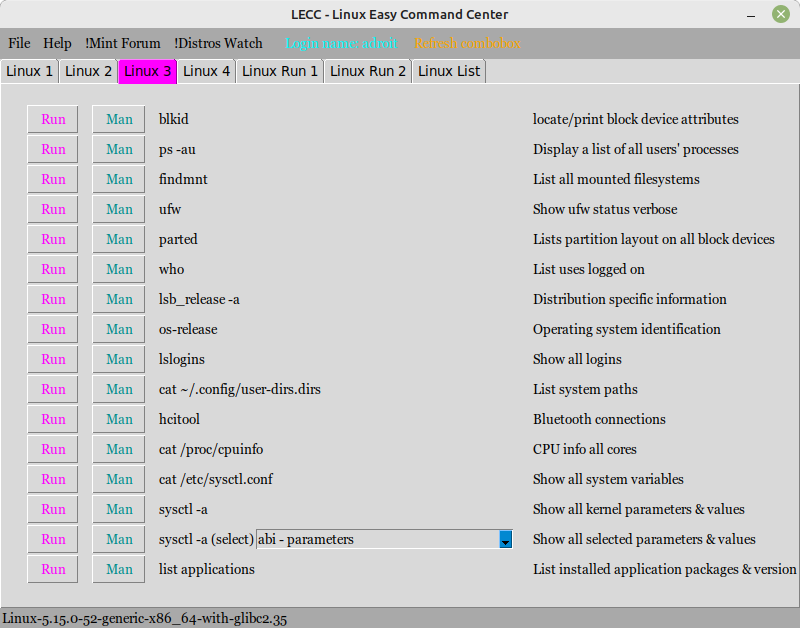 LECC - Linux Easy Command Center
File Help !Mint Forum !Distros Watch Login name: adroit Refresh combobox
Linux 1 Linux 2 Linux 3 Linux 4 Linux Run 1 Linux Run 2 Linux List
Run Man blkid locate/print block device attributes
Run Man ps -au Display a list of all users' processes
Run Man findmnt List all mounted filesystems
Run Man ufw Show ufw status verbose
Run Man parted Lists partition layout on all block devices
Run Man who List uses logged on
Run Man lsb_release -a Distribution specific information
Run Man os-release Operating system identification
Run Man lslogins Show all logins
Run Man cat ~/.config/user-dirs.dirs List system paths
Run Man hcitool Bluetooth connections
Run Man cat /proc/cpuinfo CPU info all cores
Run Man cat /etc/sysctl.conf Show all system variables
Run Man sysctl -a Show all kernel parameters & values
Run Man sysctl -a (select) abi - parameters Show all selected parameters & values
Run Man list applications List installed application packages & version
Linux-5.15.0-52-generic-x86_64-with-glibc2.35